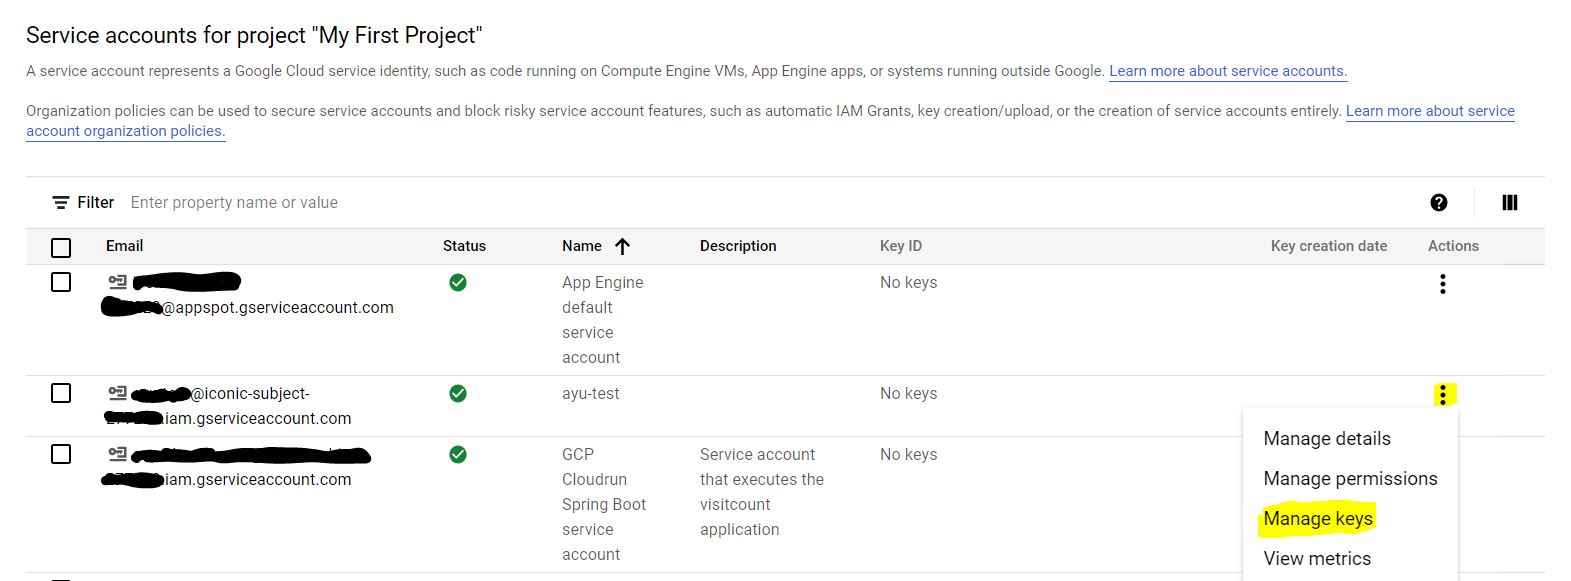 Service accounts for project "My First Project"
A service account represents a Google Cloud service identity, such as code running on Compute Engine VMs, App Engine apps, or systems running outside Google. Learn more about service accounts.
Organization policies can be used to secure service accounts and block risky service account features, such as automatic IAM Grants, key creation/upload, or the creation of service accounts entirely. Learn more about service
account organization policies.
Filter Enter property name or value
Email Status Name Description Key ID Key creation date Actions
App Engine No keys
@appspot.gserviceaccount.com default
service
account
@iconic-subject- ayu-test No keys
.iam.gserviceaccount.com
Manage details
GCP Service account No keys
iam.gserviceaccount.com Cloudrun that executes the Manage permissions
Spring Boot visitcount
service application Manage keys
account View metrics